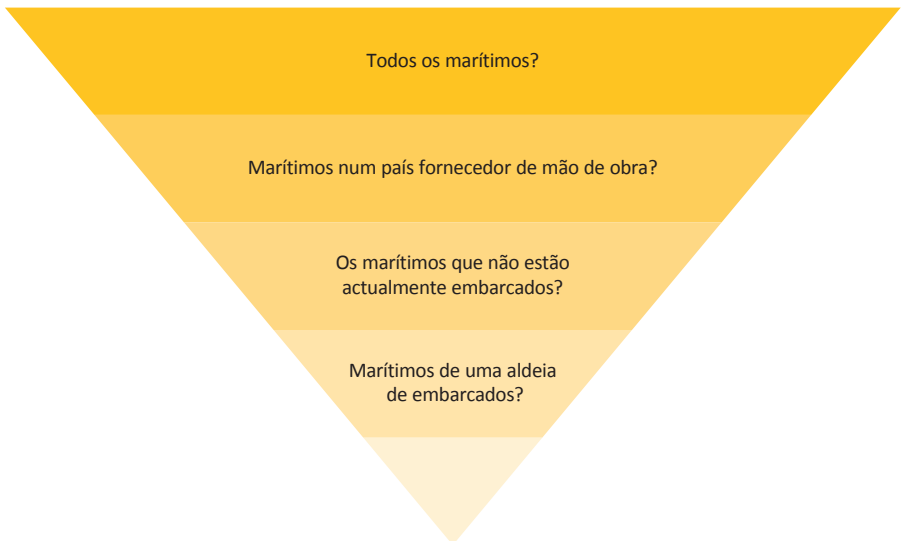 Todos os marítimos?
Marítimos num país fornecedor de mão de obra?
Os marítimos que não estão
actualmente embarcados?
Marítimos de uma aldeia
de embarcados?